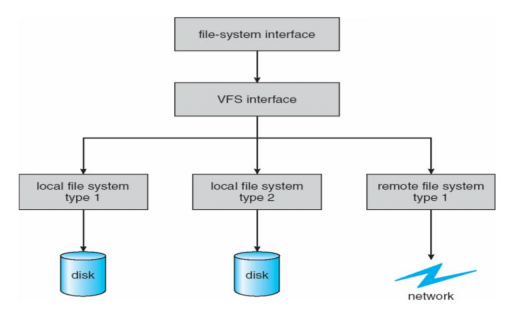 file-system interface
VFS interface
local file system
type 1
local file system
type 2
remote file system
type 1
disk
disk
network